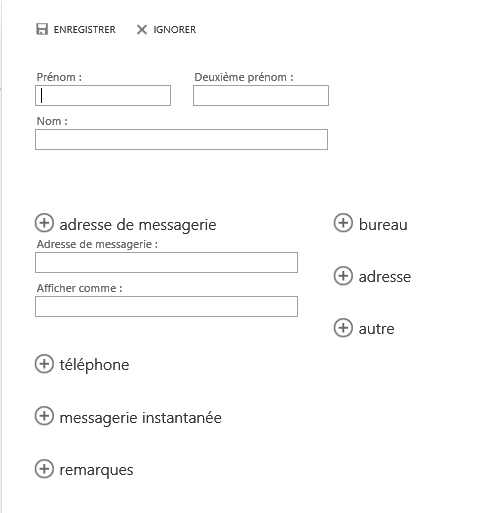 ENREGISTRER IGNORER
Prénom : Deuxième prénom :
Nom :
adresse de messagerie bureau
Adresse de messagerie :
adresse
Afficher comme :
autre
téléphone
messagerie instantanée
remarques